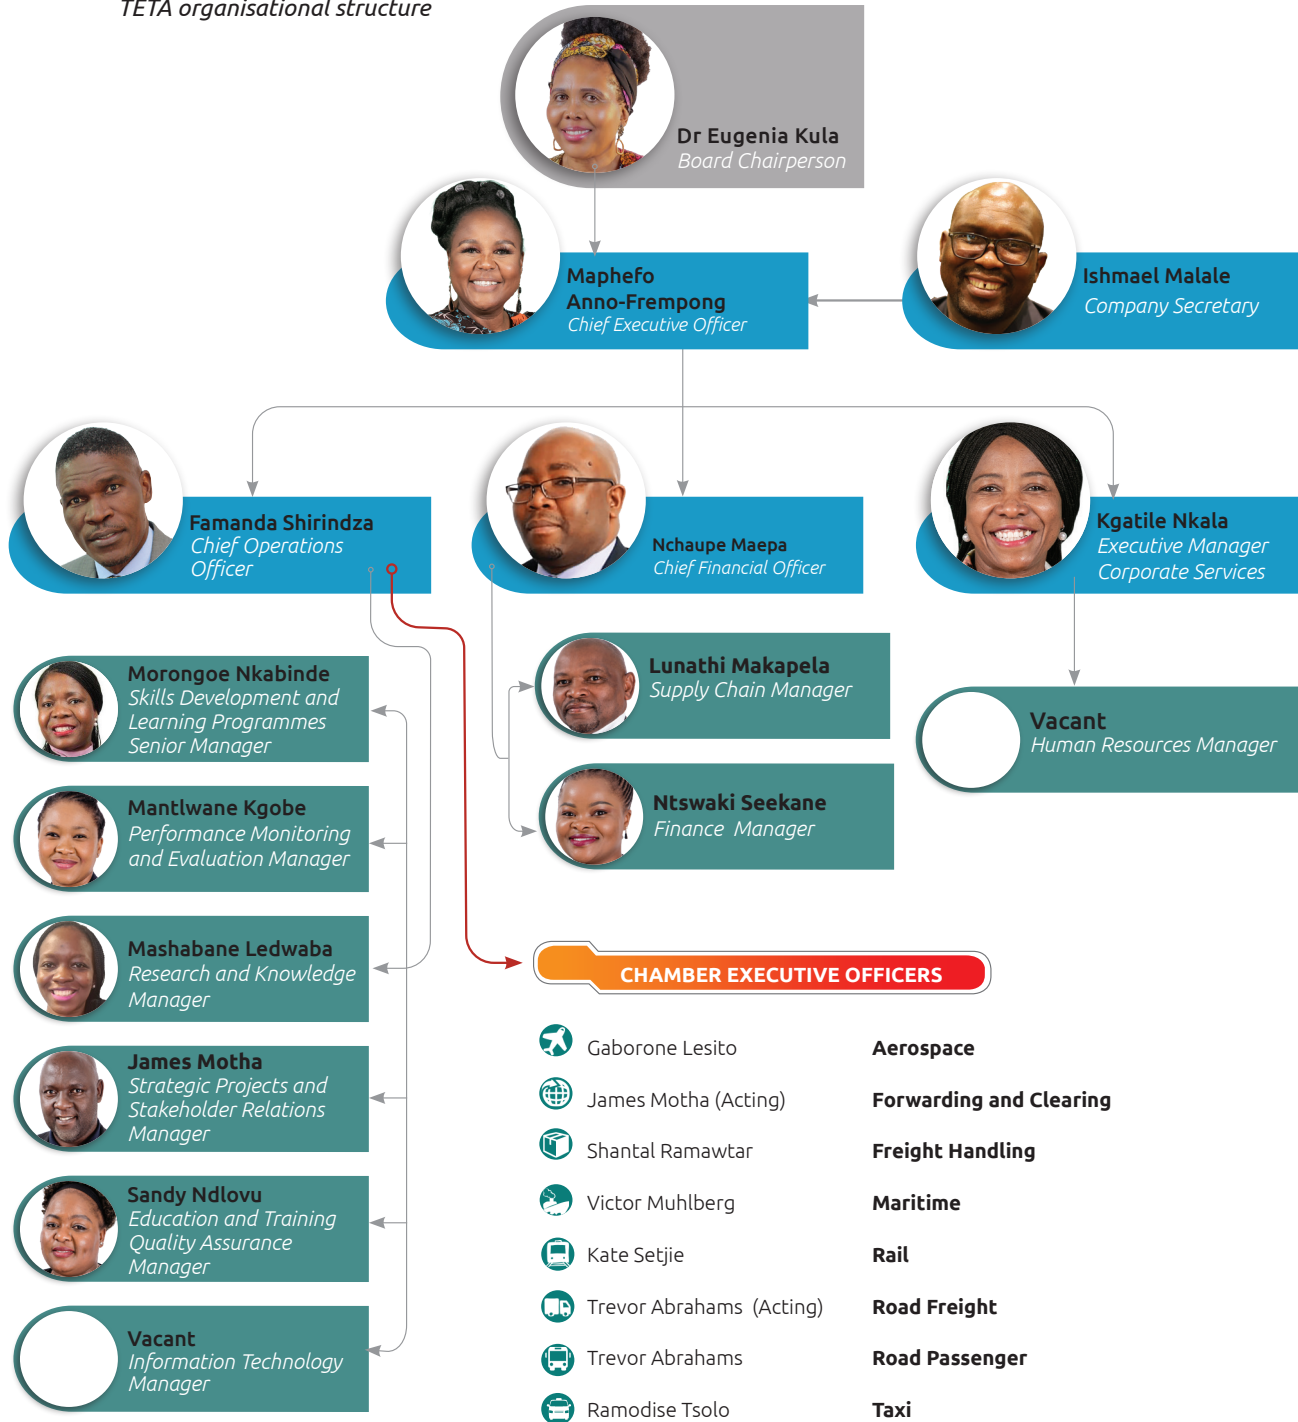 TETA organisational structure
Dr Eugenia Kula
Board Chairperson
Maphefo
Anno-Frempong
Chief Executive Officer
Ishmael Malale
Company Secretary
Famanda Shirindza
Chief Operations
Officer
Nchaupe Maepa
Chief Financial Officer
Kgatile Nkala
Executive Manager
Corporate Services
Morongoe Nkabinde
Skills Development and
Learning Programmes
Senior Manager
Mantlwane Kgobe
Performance Monitoring
and Evaluation Manager
Mashabane Ledwaba
Research and Knowledge
Manager
James Motha
Strategic Projects and
Stakeholder Relations
Manager
Sandy Ndlovu
Education and Training
Quality Assurance
Manager
Vacant
Information Technology
Manager
Lunathi Makapela
Supply Chain Manager
Ntswaki Seekane
Finance Manager
Vacant
Human Resources Manager
CHAMBER EXECUTIVE OFFICERS
Gaborone Lesito Aerospace
James Motha (Acting) Forwarding and Clearing
Shantal Ramawtar Freight Handling
Victor Muhlberg Maritime
Kate Setjie Rail
Trevor Abrahams (Acting) Road Freight
Trevor Abrahams Road Passenger
Ramodise Tsolo Taxi